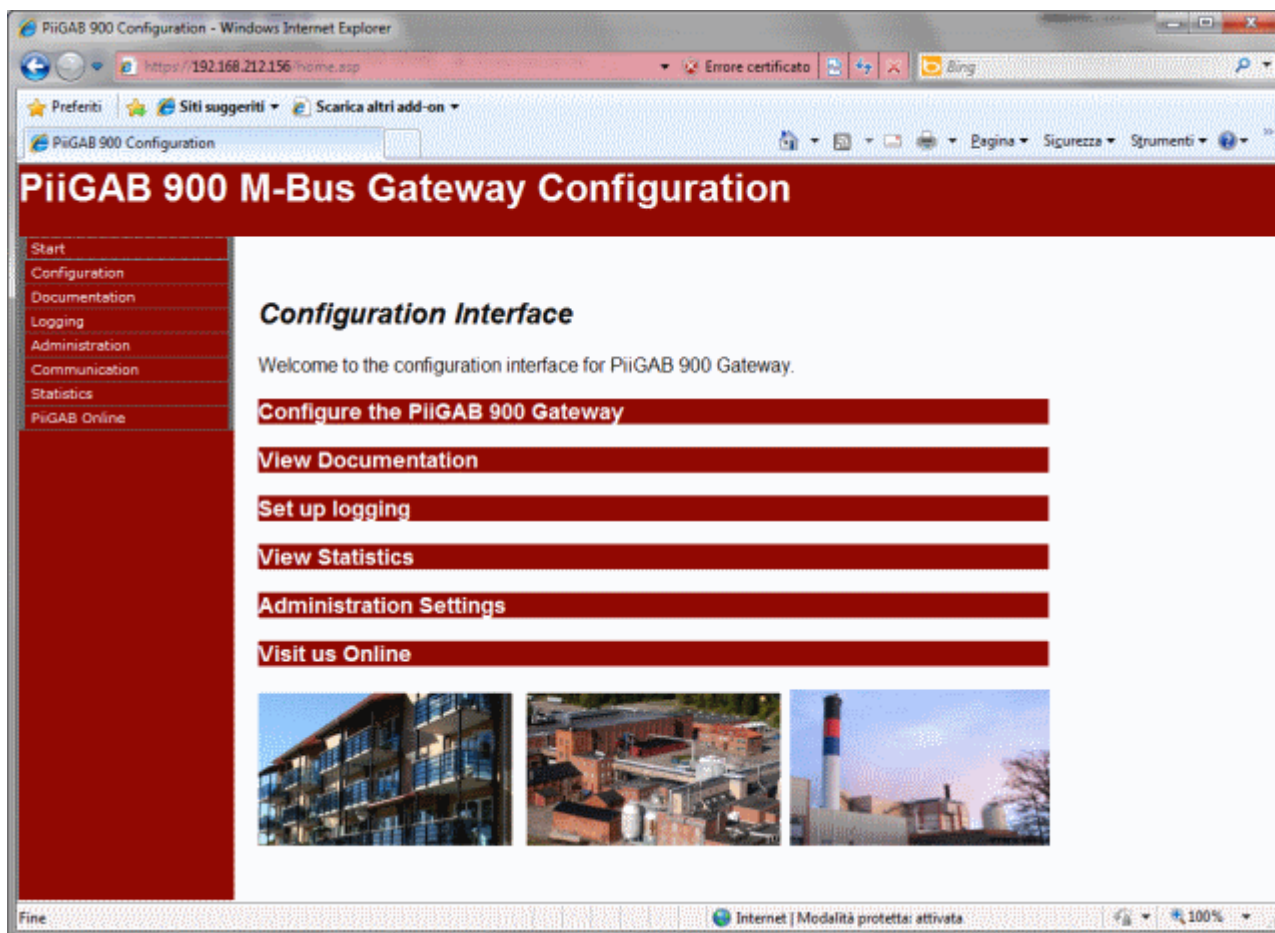 PiiGAB 900 Configuration - Windows Internet Explorer
https://192.168.212.156/home.asp
Errore certificato
Bing
Preferiti
Siti suggeriti
Scarica altri add-on
PiiGAB 900 Configuration
Pagina
Sicurezza
Strumenti
PiiGAB 900 M-Bus Gateway Configuration
Start
Configuration
Documentation
Logging
Administration
Communication
Statistics
PiiGAB Online
Configuration Interface
Welcome to the configuration interface for PiiGAB 900 Gateway.
Configure the PiiGAB 900 Gateway
View Documentation
Set up logging
View Statistics
Administration Settings
Visit us Online
Fine
Internet | Modalità protetta: attivata
100%